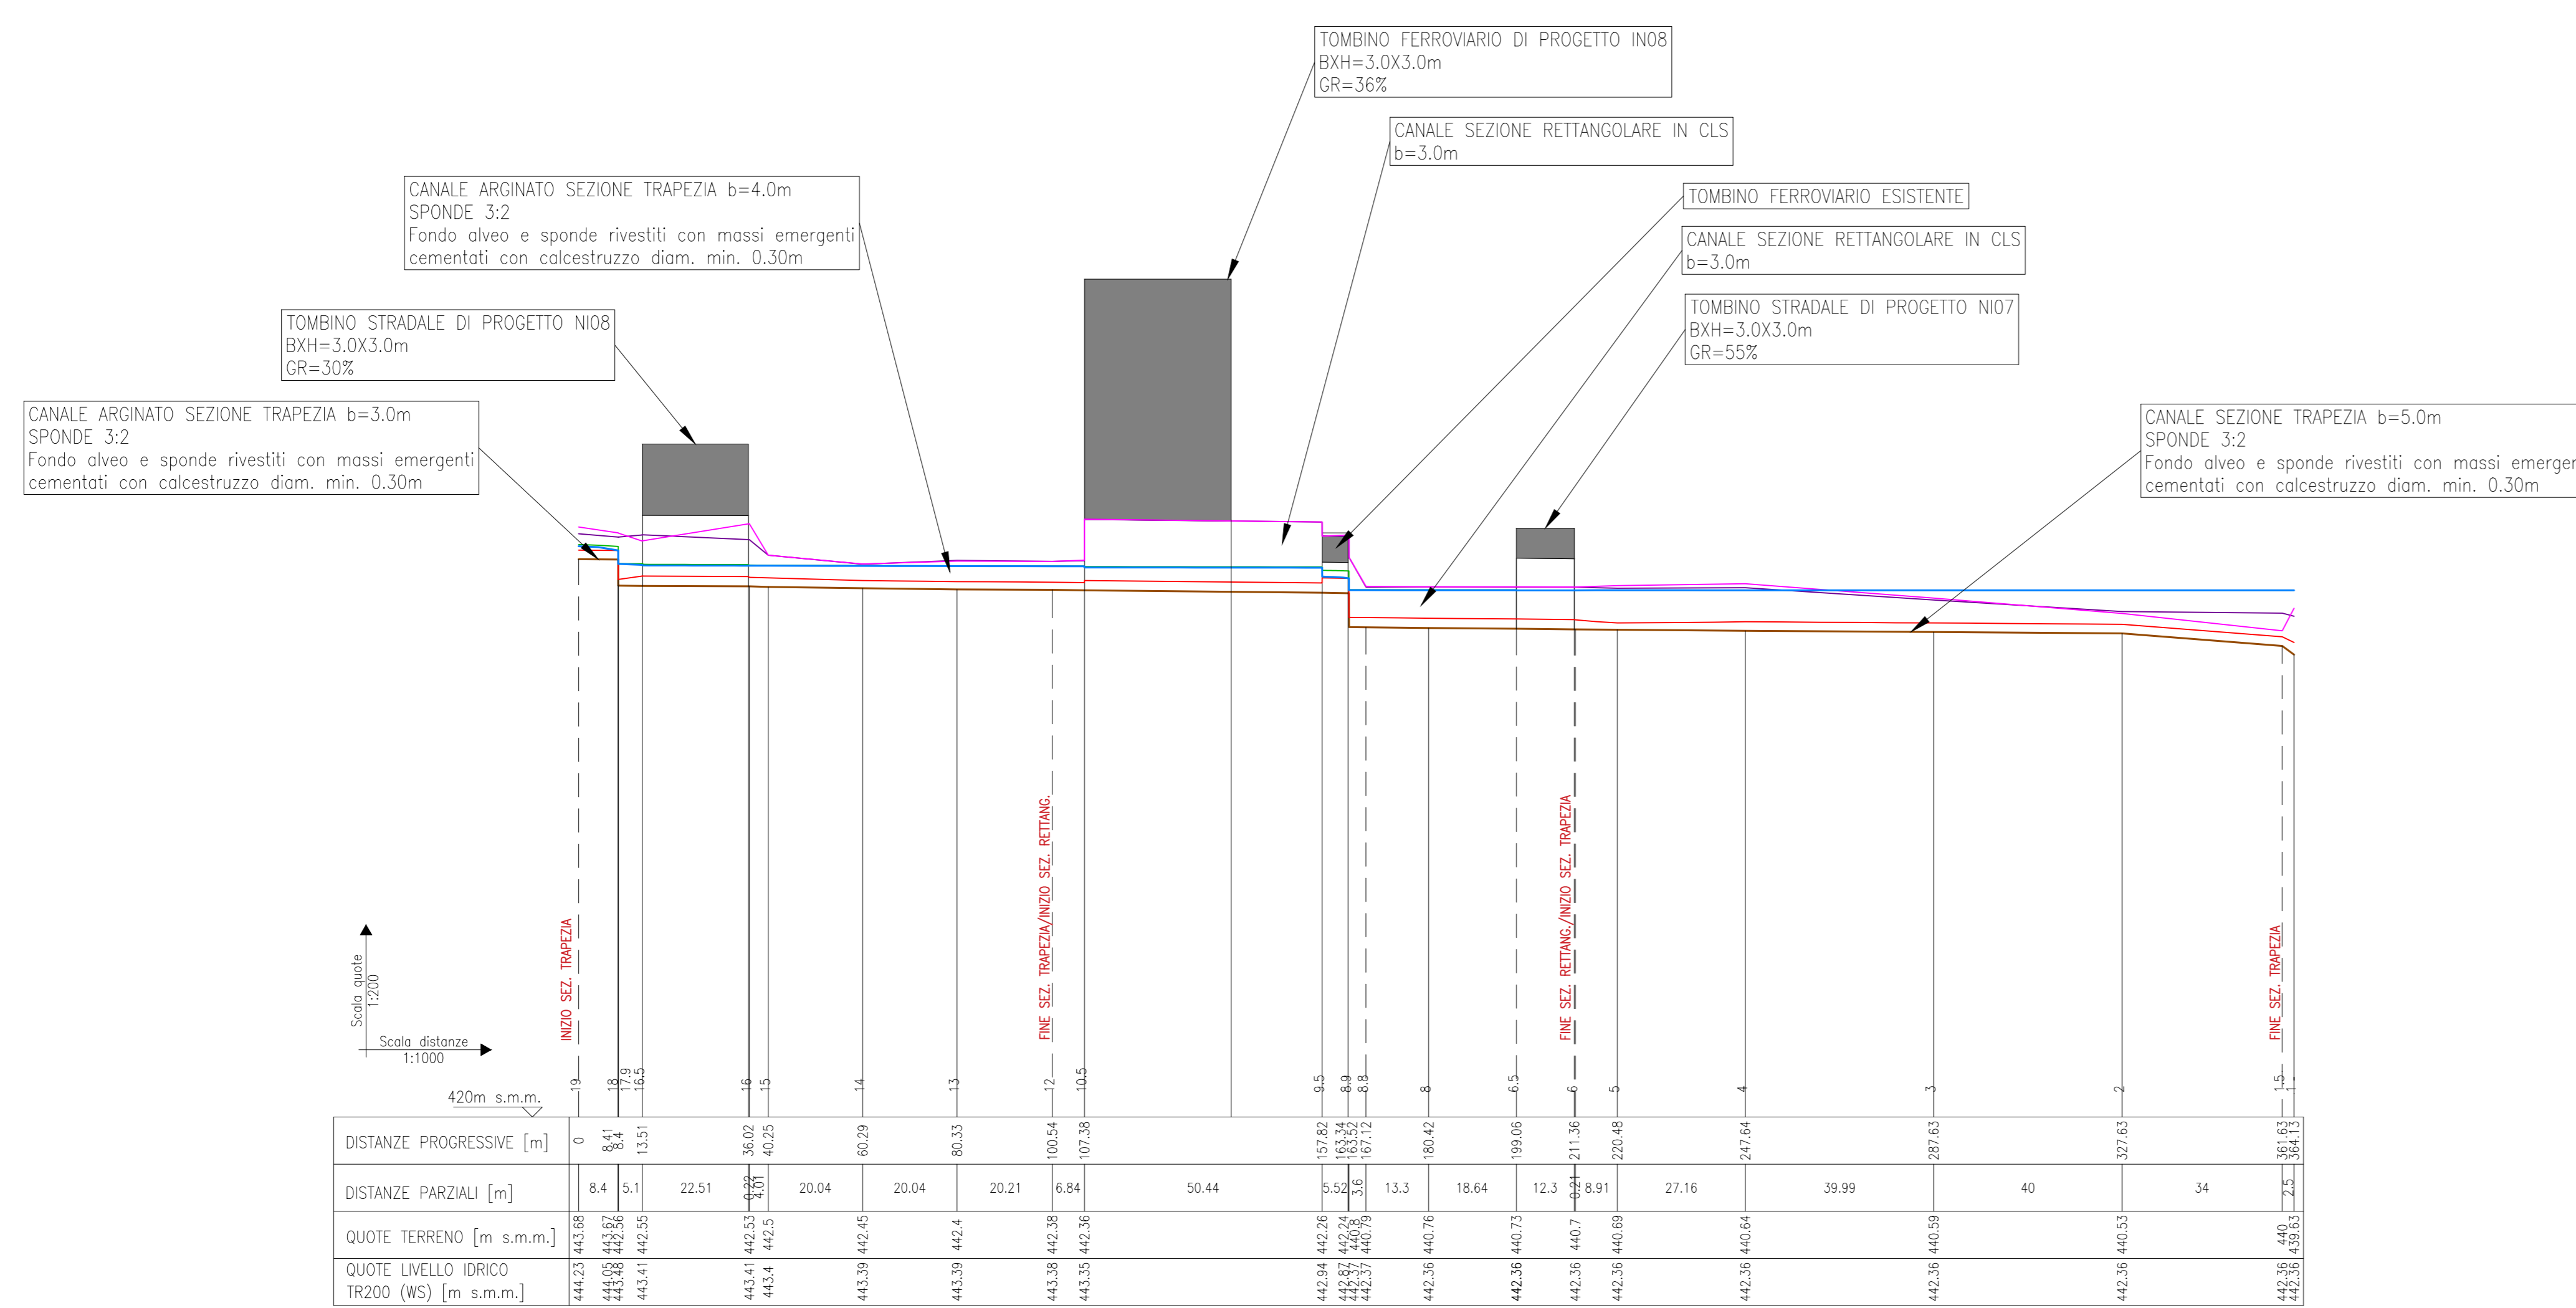 TOMBINO FERROVIARIO DI PROGETTO IN08
BXH=3.0X3.0m
GR=36%
CANALE SEZIONE RETTANGOLARE IN CLS
b=3.0m
CANALE ARGINATO SEZIONE TRAPEZIA b=4.0m
SPONDE 3:2
Fondo alveo e sponde rivestiti con massi emergenti
cementati con calcestruzzo diam. min. 0.30m
TOMBINO FERROVIARIO ESISTENTE
CANALE SEZIONE RETTANGOLARE IN CLS
b=3.0m
TOMBINO STRADALE DI PROGETTO NI07
BXH=3.0X3.0m
GR=55%
TOMBINO STRADALE DI PROGETTO NI08
BXH=3.0X3.0m
GR=30%
CANALE ARGINATO SEZIONE TRAPEZIA b=3.0m
SPONDE 3:2
Fondo alveo e sponde rivestiti con massi emergenti
cementati con calcestruzzo diam. min. 0.30m
CANALE SEZIONE TRAPEZIA b=5.0m
SPONDE 3:2
Fondo alveo e sponde rivestiti con massi
cementati con calcestruzzo diam. min. 0.30m
INIZIO SEZ. TRAPEZIA
FINE SEZ. TRAPEZIA/INIZIO SEZ. RETTANG.
FINE SEZ. RETTANG./INIZIO SEZ. TRAPEZIA
FINE SEZ. TRAPEZIA
Scala quote
1:200
Scala distanze
1:1000
420m s.m.m.
19 18 17.9 16.5 16 15 14 13 12 10.5 9.5 8.9 8.8 8 6.5 6 5 4 3 2 1.5 1
DISTANZE PROGRESSIVE [m] 0 8.41 8.4 13.51 36.02 40.25 60.29 80.33 100.54 107.38 157.82 163.34 163.52 167.12 180.42 199.06 211.36 220.48 247.64 287.63 327.63 361.63 364.13
DISTANZE PARZIALI [m] 8.4 5.1 22.51 0.22 4.01 20.04 20.04 20.21 6.84 50.44 5.52 3.6 13.3 18.64 12.3 0.21 8.91 27.16 39.99 40 34 2.5
QUOTE TERRENO [m s.m.m.] 443.68 443.67 442.56 442.55 442.53 442.5 442.45 442.4 442.38 442.36 442.26 442.24 440.8 440.79 440.76 440.73 440.7 440.69 440.64 440.59 440.53 440 439.63
QUOTE LIVELLO IDRICO
TR200 (WS) [m s.m.m.] 444.23 444.05 443.48 443.41 443.41 443.4 443.39 443.39 443.38 443.35 442.94 442.87 442.37 442.37 442.36 442.36 442.36 442.36 442.36 442.36 442.36 442.36 442.36